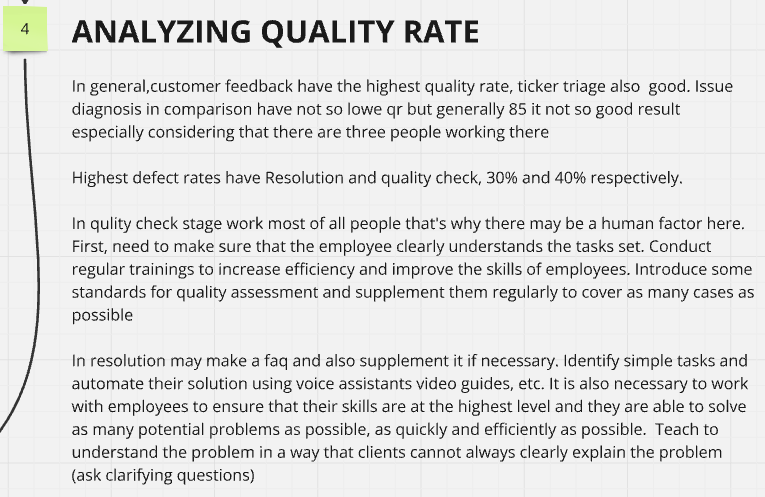 4
ANALYZING QUALITY RATE
In general,customer feedback have the highest quality rate, ticker triage also  good. Issue
diagnosis in comparison have not so lowe qr but generally 85 it not so good result
especially considering that there are three people working there
Highest defect rates have Resolution and quality check, 30% and 40% respectively.
In qulity check stage work most of all people that's why there may be a human factor here.
First, need to make sure that the employee clearly understands the tasks set. Conduct
regular trainings to increase efficiency and improve the skills of employees. Introduce some
standards for quality assessment and supplement them regularly to cover as many cases as
possible
In resolution may make a faq and also supplement it if necessary. Identify simple tasks and
automate their solution using voice assistants video guides, etc. It is also necessary to work
with employees to ensure that their skills are at the highest level and they are able to solve
as many potential problems as possible, as quickly and efficiently as possible.  Teach to
understand the problem in a way that clients cannot always clearly explain the problem
(ask clarifying questions)